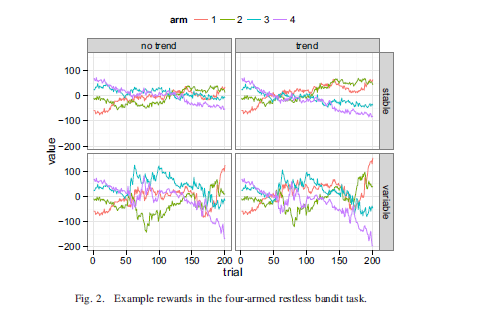 arm 1 2 3 4
no trend trend
100
0
−100
−200
stable
100
0
−100
−200
variable
value
0 50 100 150 200 0 50 100 150 200
trial
Fig. 2. Example rewards in the four-armed restless bandit task.